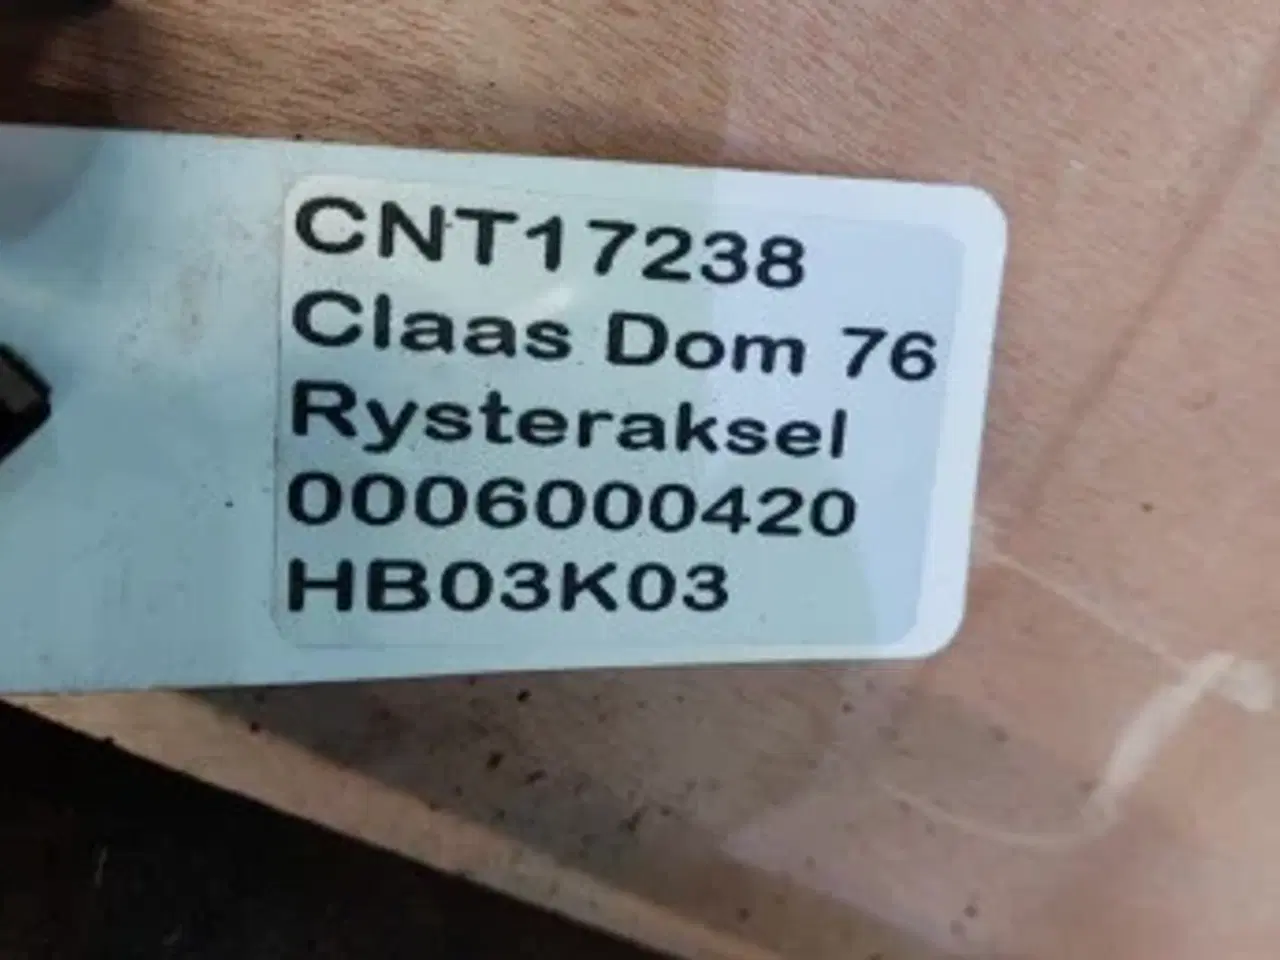 CNT17238
Claas Dom 76
Rysteraksel
0006000420
HB03K03